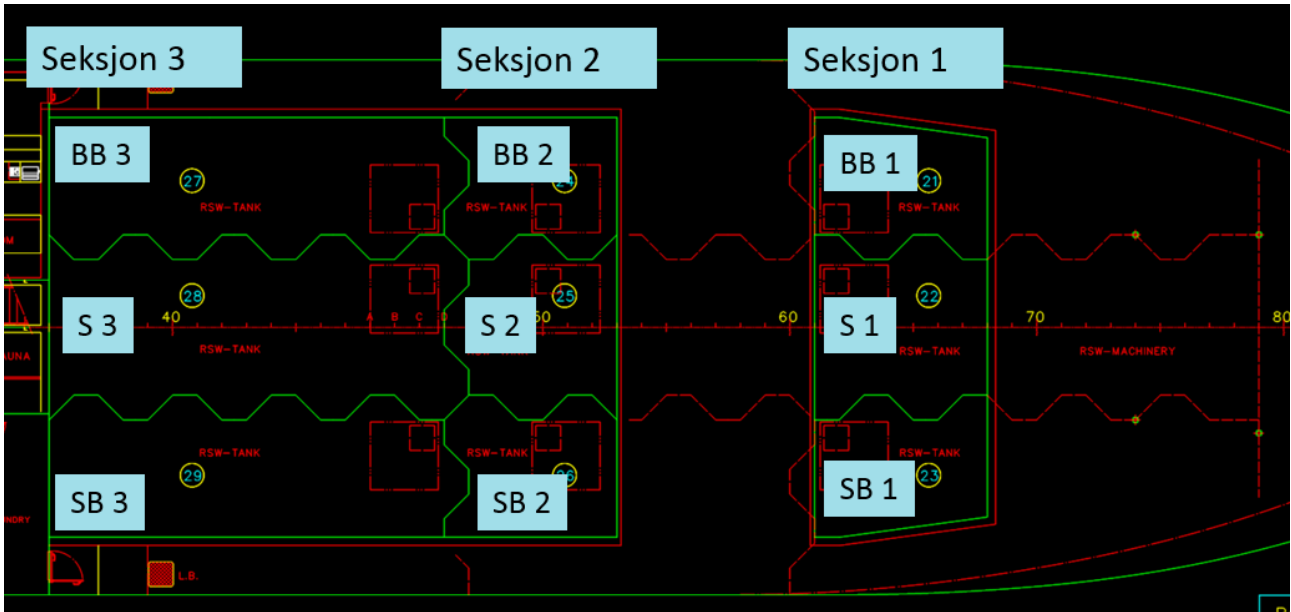 Seksjon 3 Seksjon 2 Seksjon 1
BB 3 BB 2 BB 1
27 24 21
RSW-TANK RSW-TANK RSW-TANK
28 25 22
S 3 S 2 S 1
40 A B C D 50 60 70 80
RSW-TANK RSW-TANK RSW-MACHINERY
RSW-TANK RSW-TANK RSW-TANK
29 26 23
SB 3 SB 2 SB 1
L.B.